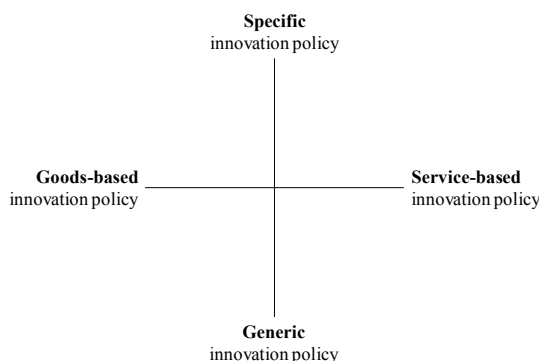 Specific
innovation policy
Goods-based
innovation policy
Service-based
innovation policy
Generic
innovation policy